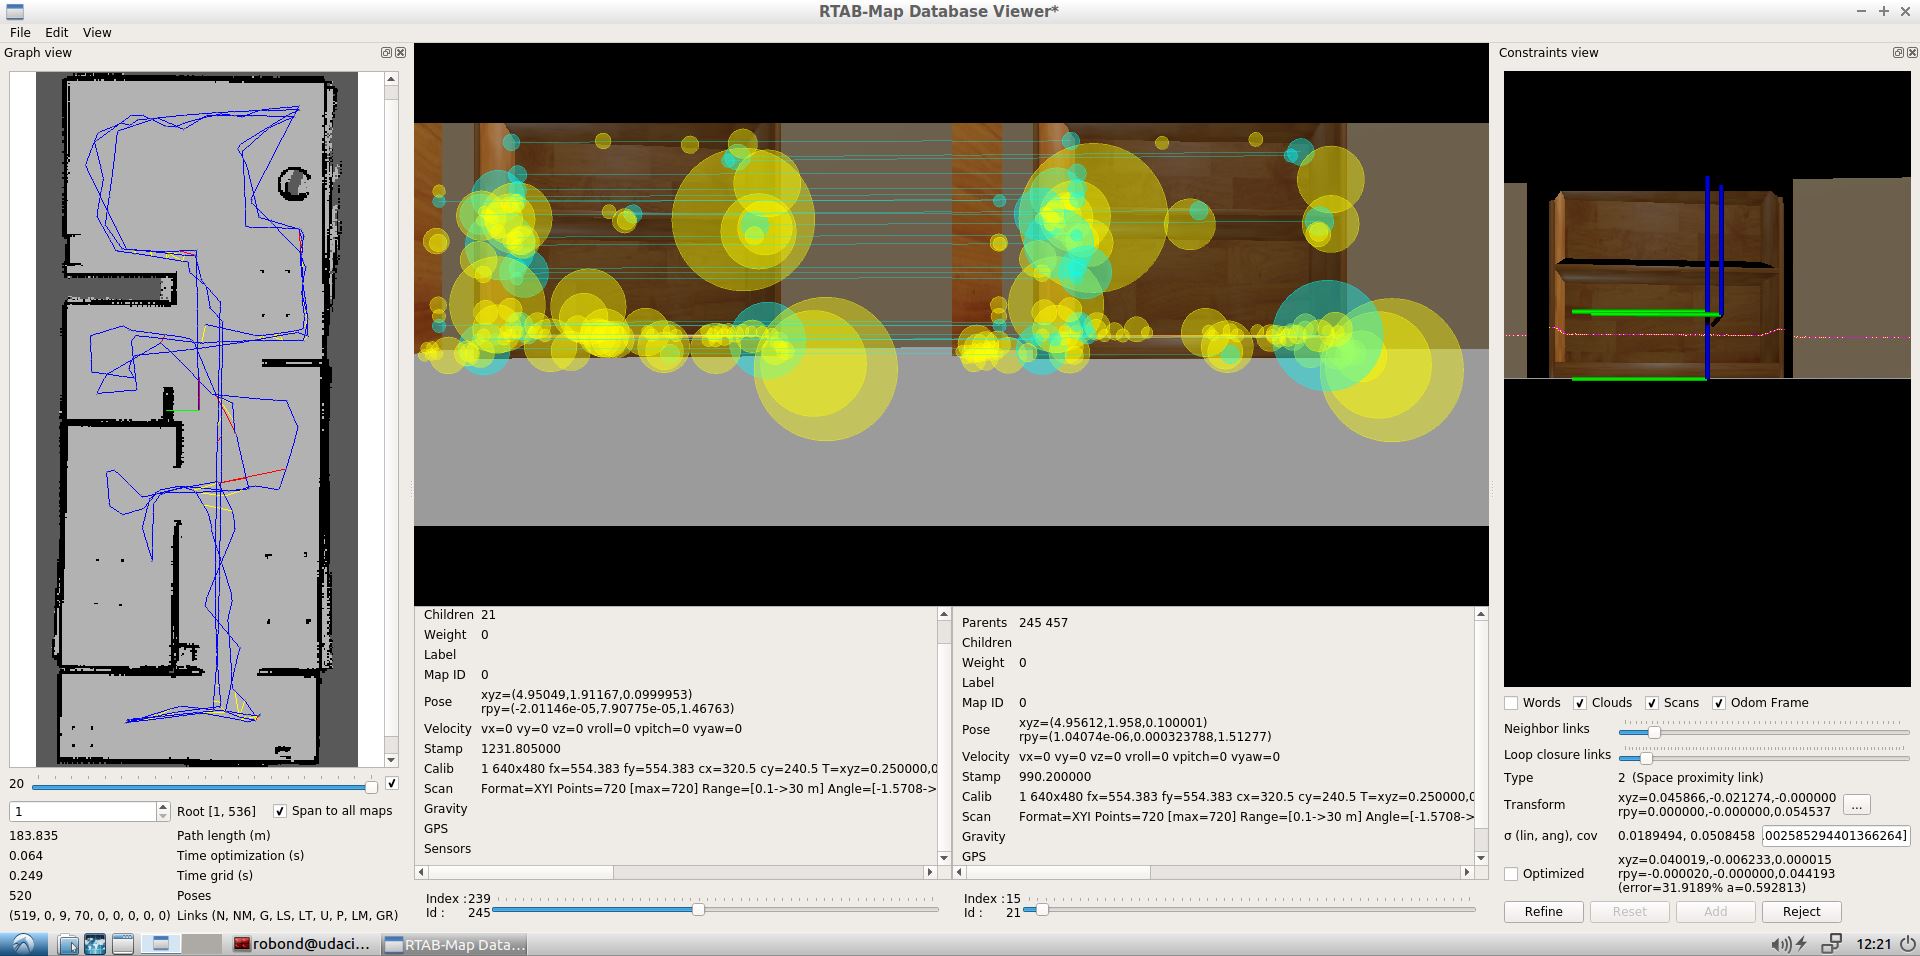 RTAB-Map Database Viewer*
File Edit View
Graph view
20
1
Root [1, 536]
Span to all maps
183.835 Path length (m)
0.064 Time optimization (s)
0.249 Time grid (s)
520 Poses
(519, 0, 9, 70, 0, 0, 0, 0, 0) Links (N, NM, G, LS, LT, U, P, LM, GR)
Children 21
Weight 0
Label
Map ID 0
Pose xyz=(4.95049,1.91167,0.0999953)
rpy=(-2.01146e-05,7.90775e-05,1.46763)
Velocity vx=0 vy=0 vz=0 vroll=0 vpitch=0 vyaw=0
Stamp 1231.805000
Calib 1 640x480 fx=554.383 fy=554.383 cx=320.5 cy=240.5 T=xyz=0.250000,0
Scan Format=XYI Points=720 [max=720] Range=[0.1->30 m] Angle=[-1.5708->
Gravity
GPS
Sensors
Index : 239
Id : 245
Parents 245 457
Children
Weight 0
Label
Map ID 0
Pose xyz=(4.95612,1.958,0.100001)
rpy=(1.04074e-06,0.000323788,1.51277)
Velocity vx=0 vy=0 vz=0 vroll=0 vpitch=0 vyaw=0
Stamp 990.200000
Calib 1 640x480 fx=554.383 fy=554.383 cx=320.5 cy=240.5 T=xyz=0.250000,0
Scan Format=XYI Points=720 [max=720] Range=[0.1->30 m] Angle=[-1.5708->
Gravity
GPS
Index : 15
Id : 21
Constraints view
Words Clouds Scans Odom Frame
Neighbor links
Loop closure links
Type 2 (Space proximity link)
Transform xyz=0.045866,-0.021274,-0.000000
rpy=0.000000,-0.000000,0.054537
...
σ (lin, ang), cov 0.0189494, 0.0508458 .002585294401366264]
Optimized xyz=0.040019,-0.006233,0.000015
rpy=-0.000020,-0.000000,0.044193
(error=31.9189% a=0.592813)
Refine Reset Add Reject
robond@udaci...
RTAB-Map Data...
12:21